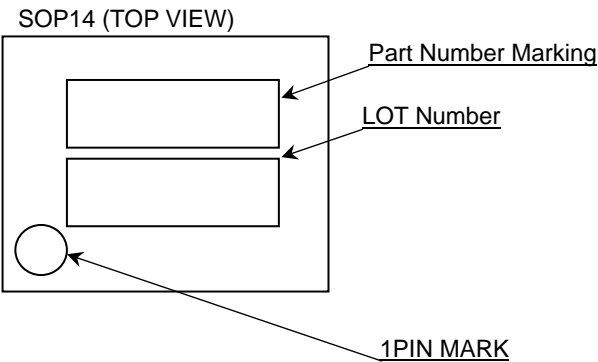 SOP14 (TOP VIEW)
Part Number Marking
LOT Number
1PIN MARK